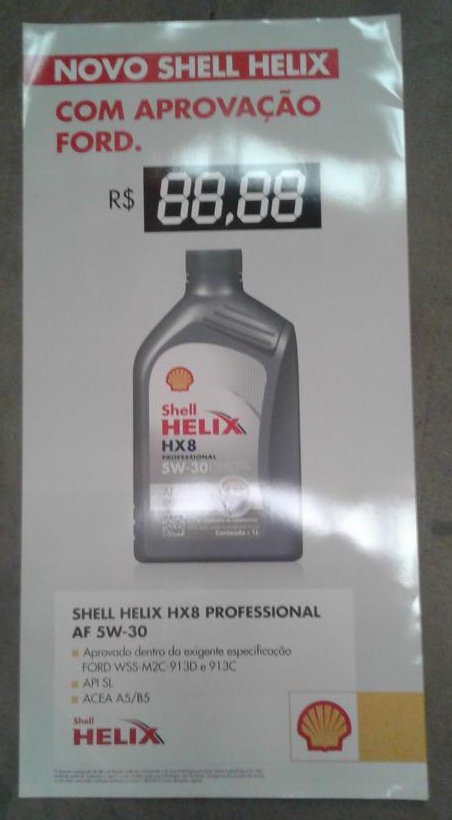 NOVO SHELL HELIX
COM APROVAÇÃO
FORD.
R$ 88,88
Shell
HELIX
HX8
PROFESSIONAL
5W-30
Conteúdo: 1L
SHELL HELIX HX8 PROFESSIONAL
AF 5W-30
Aprovado dentro da exigente especificação
FORD WSS-M2C-913D e 913C
API SL
ACEA A5/B5
Shell
HELIX